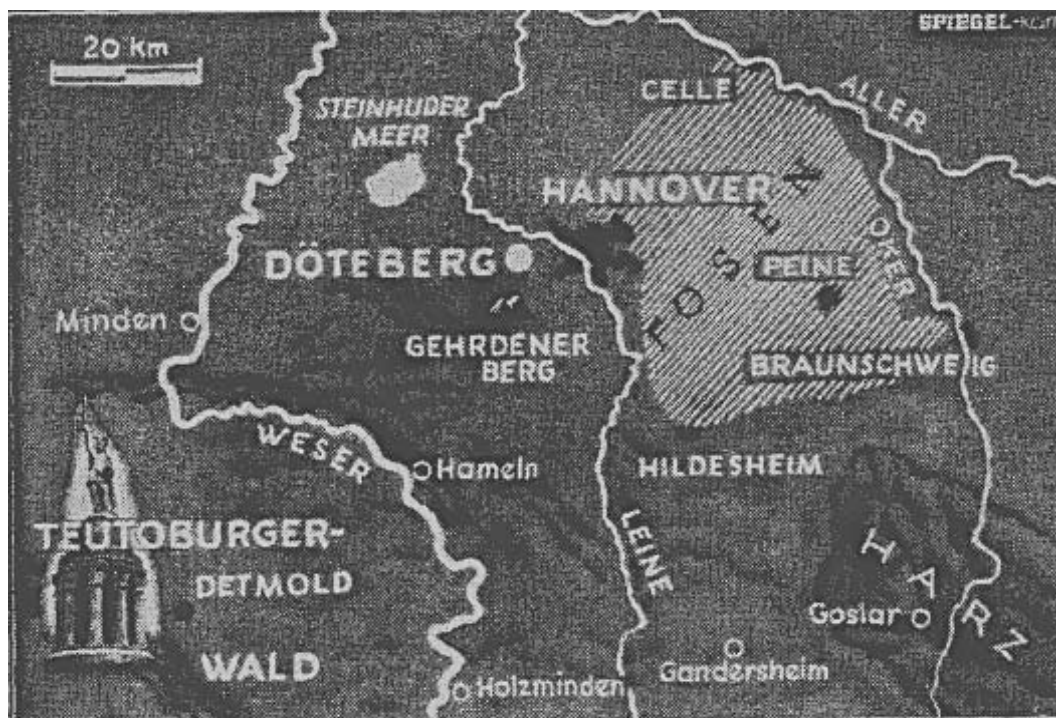 SPIEGEL-
20 Km
CELLE
ALLER
STEINHUDER
MEER
HANNOVER
FOSEN
OKER
DÖTEBERG
PEINE
Minden
GEHRDENER
BERG
BRAUNSCHWEIG
WESER
Hameln
HILDESHEIM
TEUTOBURGER-
LEINE
DETMOLD
HARZ
Goslar
WALD
Gandersheim
Holzminden